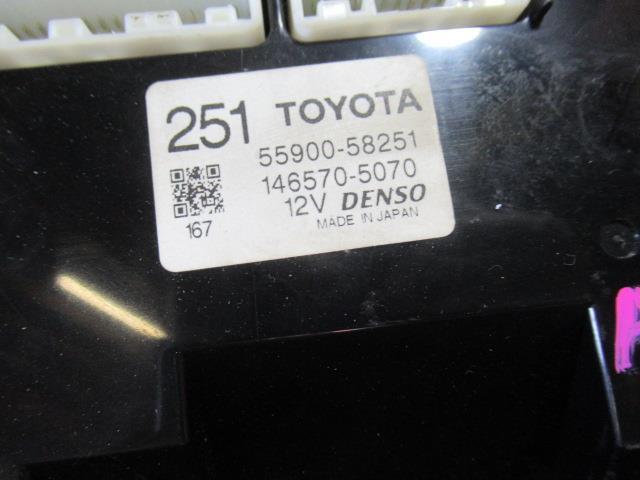 251 TOYOTA
55900-58251
146570-5070
12V DENSO
167 MADE IN JAPAN